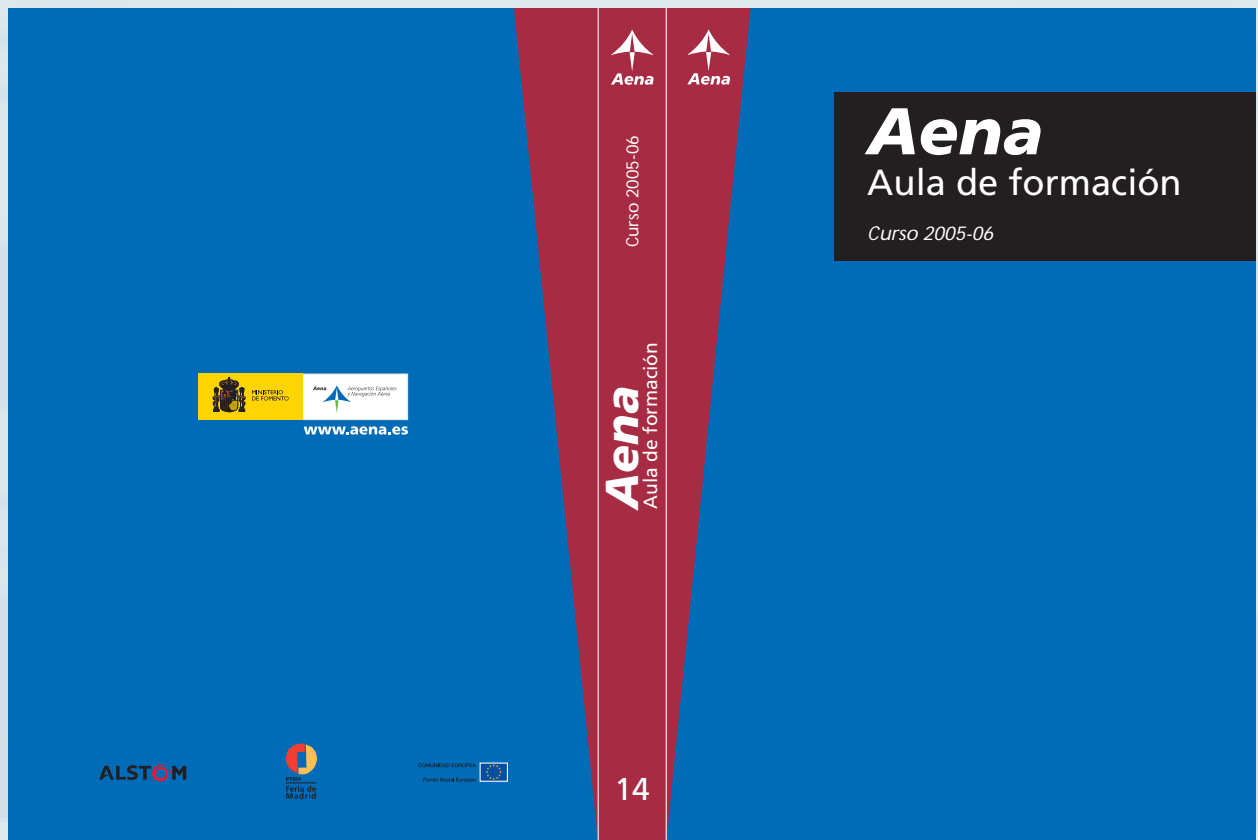 MINISTERIO
DE FOMENTO
Aena
Aeropuertos Españoles
y Navegación Aérea
www.aena.es
ALSTOM
IFEMA
Feria de
Madrid
COMUNIDAD EUROPEA
Fondo Social Europeo
Aena
Curso 2005-06
Aena
Aula de formación
14
Aena
Aena
Aula de formación
Curso 2005-06